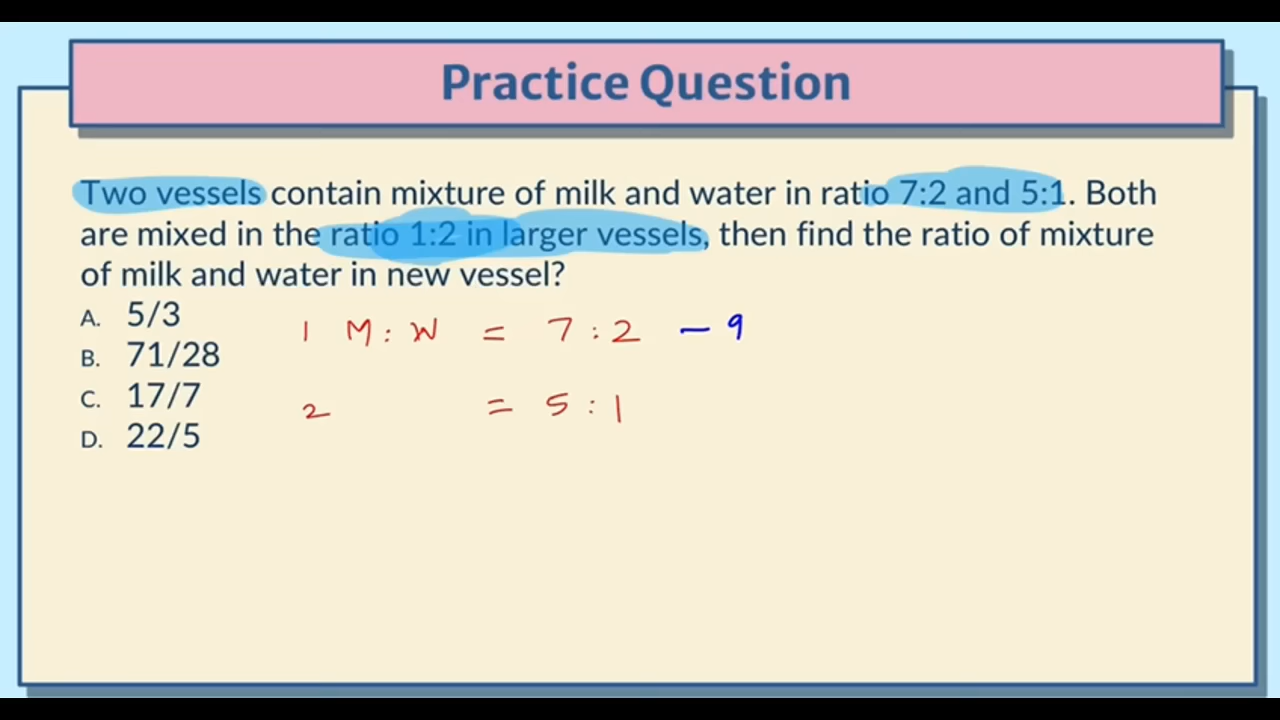 Practice Question
Two vessels contain mixture of milk and water in ratio 7:2 and 5:1. Both
are mixed in the ratio 1:2 in larger vessels, then find the ratio of mixture
of milk and water in new vessel?
A. 5/3
B. 71/28
C. 17/7
D. 22/5
1 M : W = 7 : 2 – 9
2 = 5 : 1